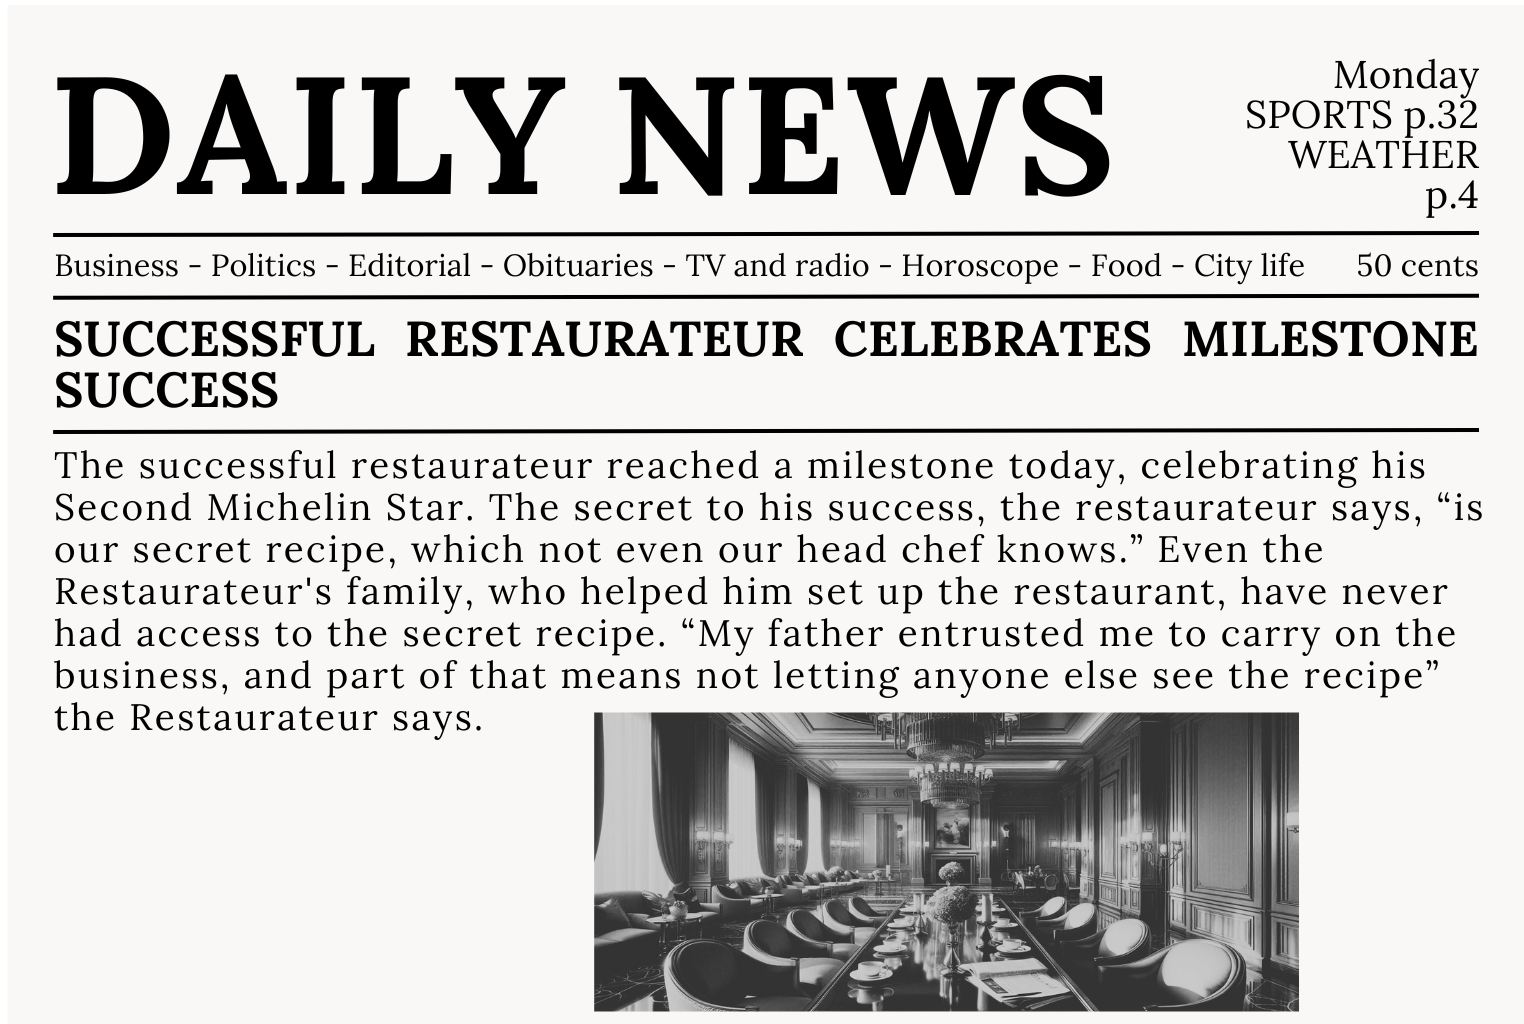 DAILY NEWS
Monday
SPORTS p.32
WEATHER
p.4
Business - Politics - Editorial - Obituaries - TV and radio - Horoscope - Food - City life 50 cents
SUCCESSFUL RESTAURATEUR CELEBRATES MILESTONE
SUCCESS
The successful restaurateur reached a milestone today, celebrating his
Second Michelin Star. The secret to his success, the restaurateur says, “is
our secret recipe, which not even our head chef knows.” Even the
Restaurateur's family, who helped him set up the restaurant, have never
had access to the secret recipe. “My father entrusted me to carry on the
business, and part of that means not letting anyone else see the recipe”
the Restaurateur says.